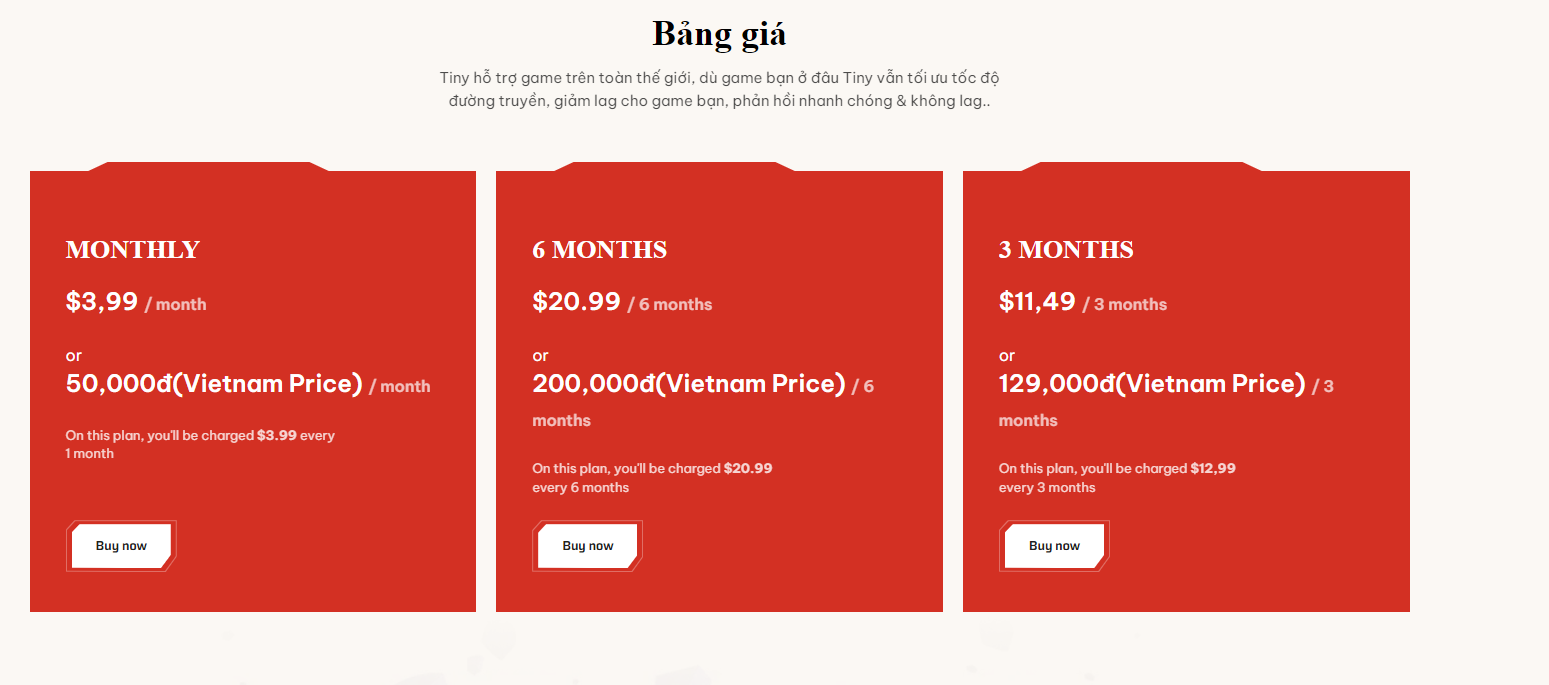 Bảng giá
Tiny hỗ trợ game trên toàn thế giới, dù game bạn ở đâu Tiny vẫn tối ưu tốc độ
đường truyền, giảm lag cho game bạn, phản hồi nhanh chóng & không lag..
MONTHLY
$3,99 / month
or
50,000đ(Vietnam Price) / month
On this plan, you'll be charged $3.99 every
1 month
Buy now
6 MONTHS
$20.99 / 6 months
or
200,000đ(Vietnam Price) / 6
months
On this plan, you'll be charged $20.99
every 6 months
Buy now
3 MONTHS
$11,49 / 3 months
or
129,000đ(Vietnam Price) / 3
months
On this plan, you'll be charged $12,99
every 3 months
Buy now